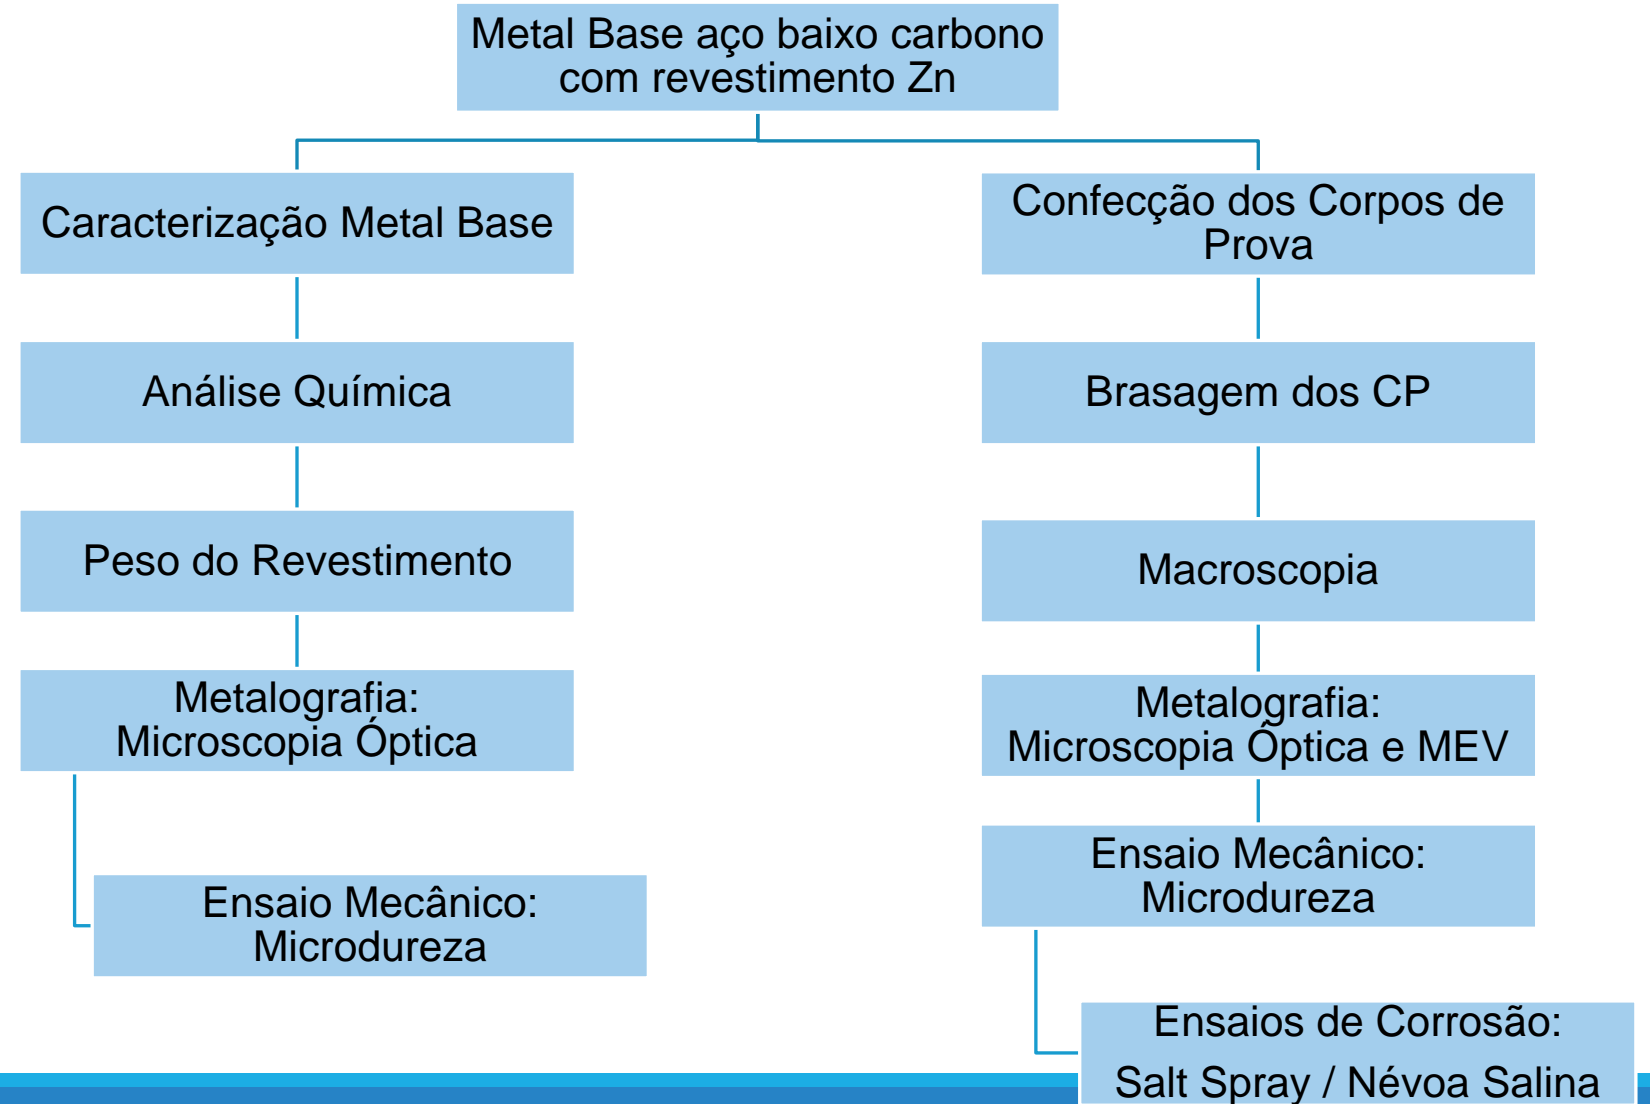 Metal Base aço baixo carbono
com revestimento Zn
Caracterização Metal Base
Análise Química
Peso do Revestimento
Metalografia:
Microscopia Óptica
Ensaio Mecânico:
Microdureza
Confecção dos Corpos de
Prova
Brasagem dos CP
Macroscopia
Metalografia:
Microscopia Óptica e MEV
Ensaio Mecânico:
Microdureza
Ensaios de Corrosão:
Salt Spray / Névoa Salina